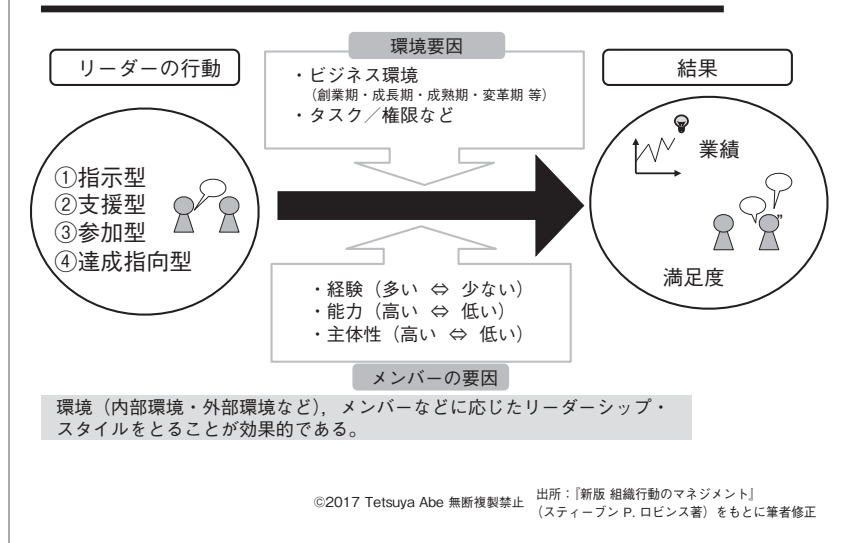 リーダーの行動
①指示型
②支援型
③参加型
④達成指向型
環境要因
・ビジネス環境
（創業期・成長期・成熟期・変革期 等）
・タスク／権限など
・経験（多い ⇔ 少ない）
・能力（高い ⇔ 低い）
・主体性（高い ⇔ 低い）
メンバーの要因
結果
業績
満足度
環境（内部環境・外部環境など），メンバーなどに応じたリーダーシップ・
スタイルをとることが効果的である。
©2017 Tetsuya Abe 無断複製禁止
出所：『新版 組織行動のマネジメント』
（スティーブン P. ロビンス著）をもとに筆者修正